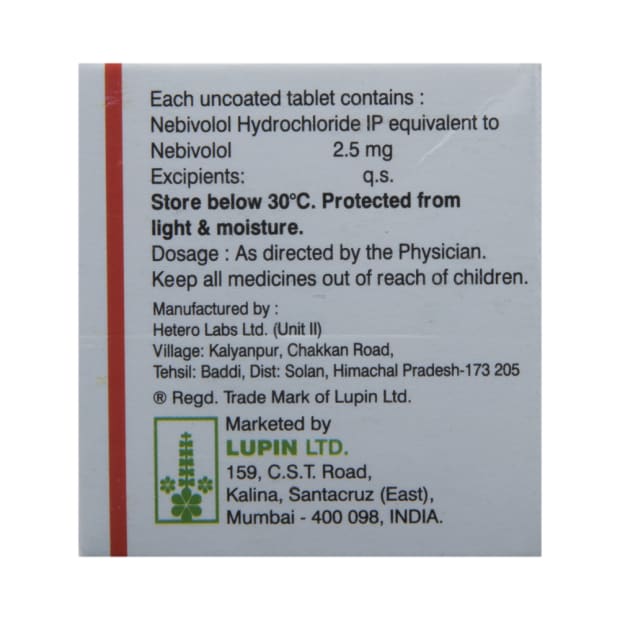 Each uncoated tablet contains :
Nebivolol Hydrochloride IP equivalent to
Nebivolol 2.5 mg
Excipients: q.s.
Store below 30°C. Protected from
light & moisture.
Dosage : As directed by the Physician.
Keep all medicines out of reach of children.
Manufactured by :
Hetero Labs Ltd. (Unit II)
Village: Kalyanpur, Chakkan Road,
Tehsil: Baddi, Dist: Solan, Himachal Pradesh-173 205
® Regd. Trade Mark of Lupin Ltd.
Marketed by
LUPIN LTD.
159, C.S.T. Road,
Kalina, Santacruz (East),
Mumbai - 400 098, INDIA.